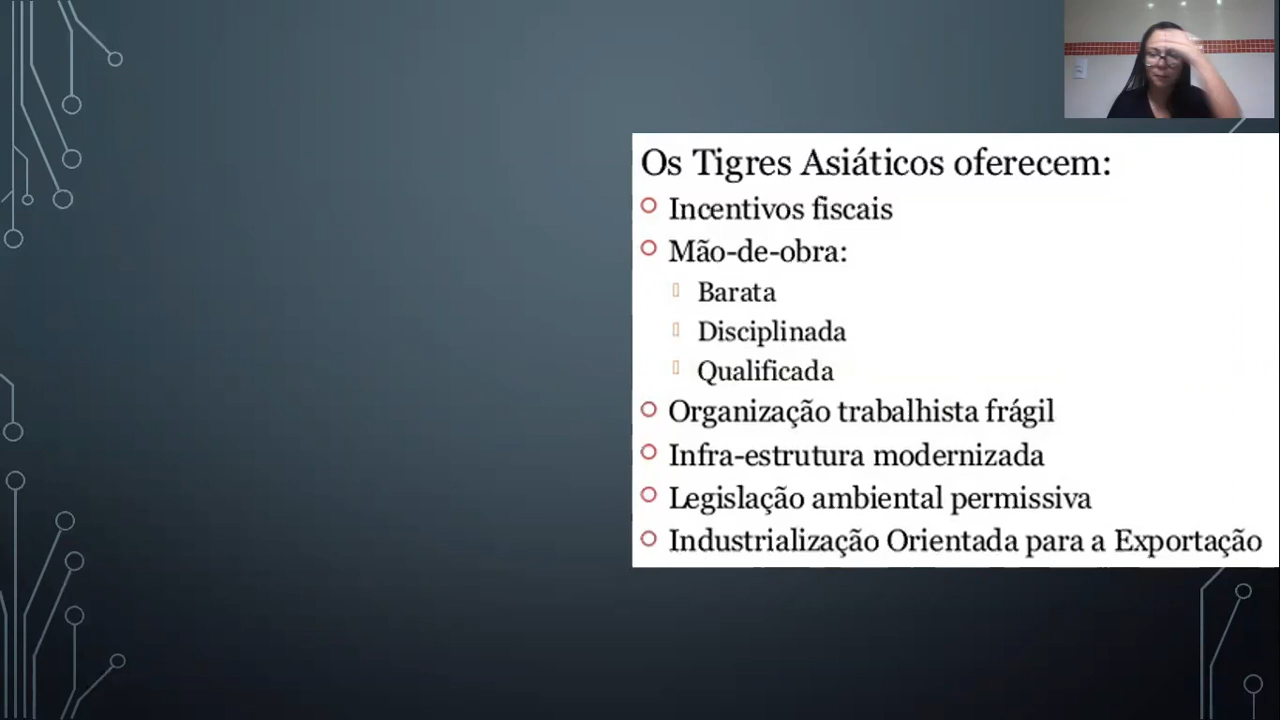 Os Tigres Asiáticos oferecem:
Incentivos fiscais
Mão-de-obra:
Barata
Disciplinada
Qualificada
Organização trabalhista frágil
Infra-estrutura modernizada
Legislação ambiental permissiva
Industrialização Orientada para a Exportação